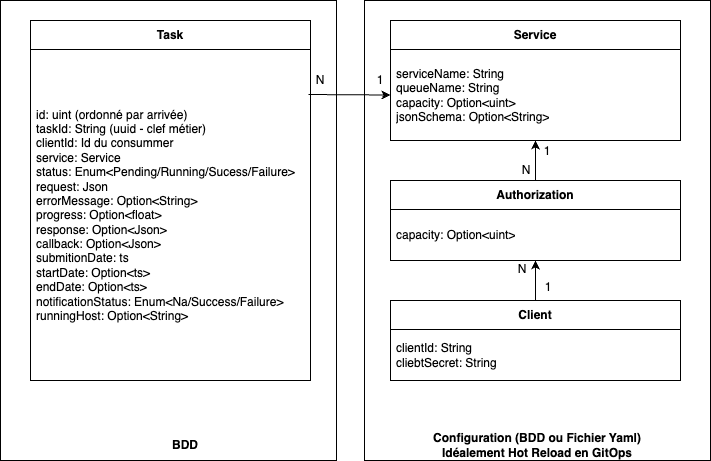 Task
id: uint (ordonné par arrivée)
taskId: String (uuid - clef métier)
clientId: Id du consummer
service: Service
status: Enum<Pending/Running/Sucess/Failure>
request: Json
errorMessage: Option<String>
progress: Option<float>
response: Option<Json>
callback: Option<Json>
submitionDate: ts
startDate: Option<ts>
endDate: Option<ts>
notificationStatus: Enum<Na/Success/Failure>
runningHost: Option<String>
BDD
N
1
Service
serviceName: String
queueName: String
capacity: Option<uint>
jsonSchema: Option<String>
1
N
Authorization
capacity: Option<uint>
N
1
Client
clientId: String
cliebtSecret: String
Configuration (BDD ou Fichier Yaml)
Idéalement Hot Reload en GitOps